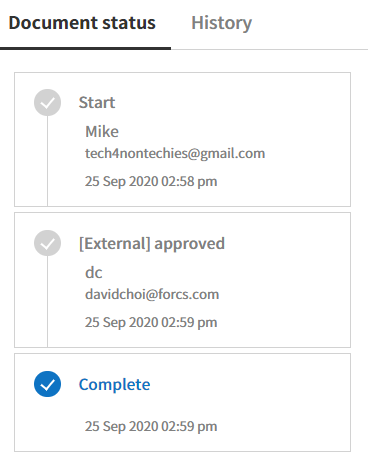 Document status History
Start
Mike
tech4nontechies@gmail.com
25 Sep 2020 02:58 pm
[External] approved
dc
davidchoi@forcs.com
25 Sep 2020 02:59 pm
Complete
25 Sep 2020 02:59 pm